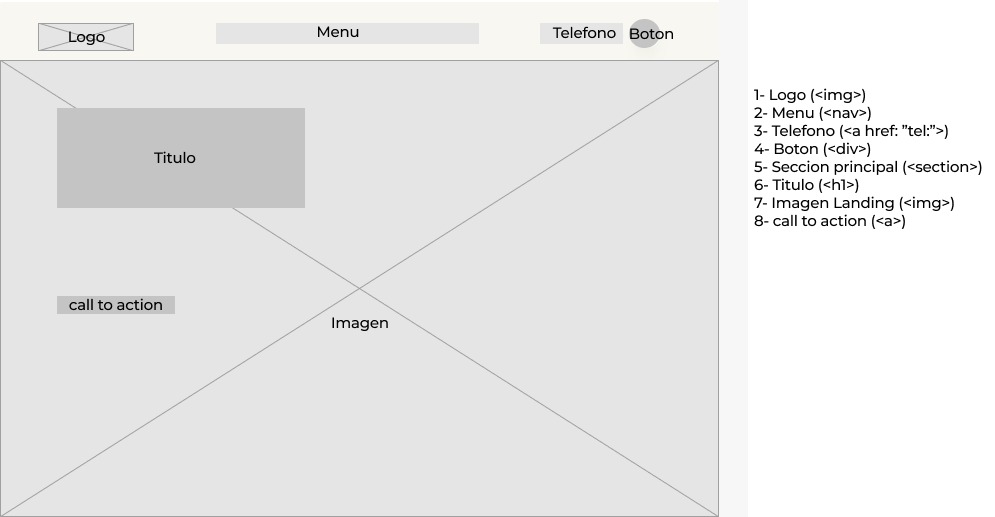 Logo
Menu
Telefono
Boton
Titulo
call to action
Imagen
1- Logo (<img>)
2- Menu (<nav>)
3- Telefono (<a href: ”tel:”>)
4- Boton (<div>)
5- Seccion principal (<section>)
6- Titulo (<h1>)
7- Imagen Landing (<img>)
8- call to action (<a>)